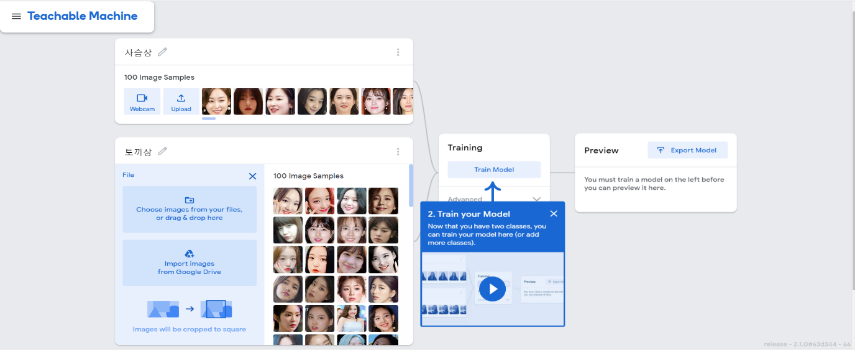 Teachable Machine
사슴상
100 Image Samples
Webcam
Upload
토끼상
File
Choose images from your files,
or drag & drop here
Import images
from Google Drive
Images will be cropped to square
100 Image Samples
Training
Train Model
Advanced
2. Train your Model
Now that you have two classes, you
can train your model here (or add
more classes).
Preview
Export Model
You must train a model on the left before
you can preview it here.